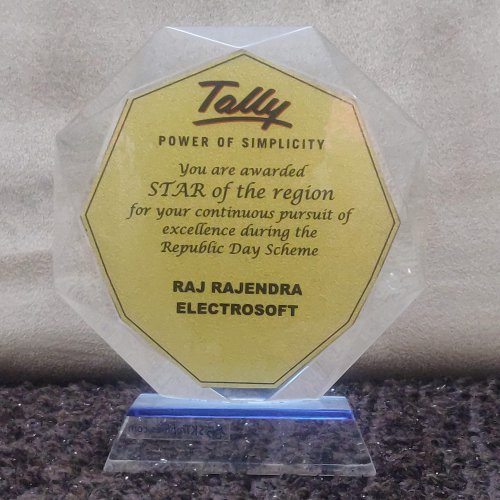 Tally
POWER OF SIMPLICITY
You are awarded
STAR of the region
for your continuous pursuit of
excellence during the
Republic Day Scheme
RAJ RAJENDRA
ELECTROSOFT